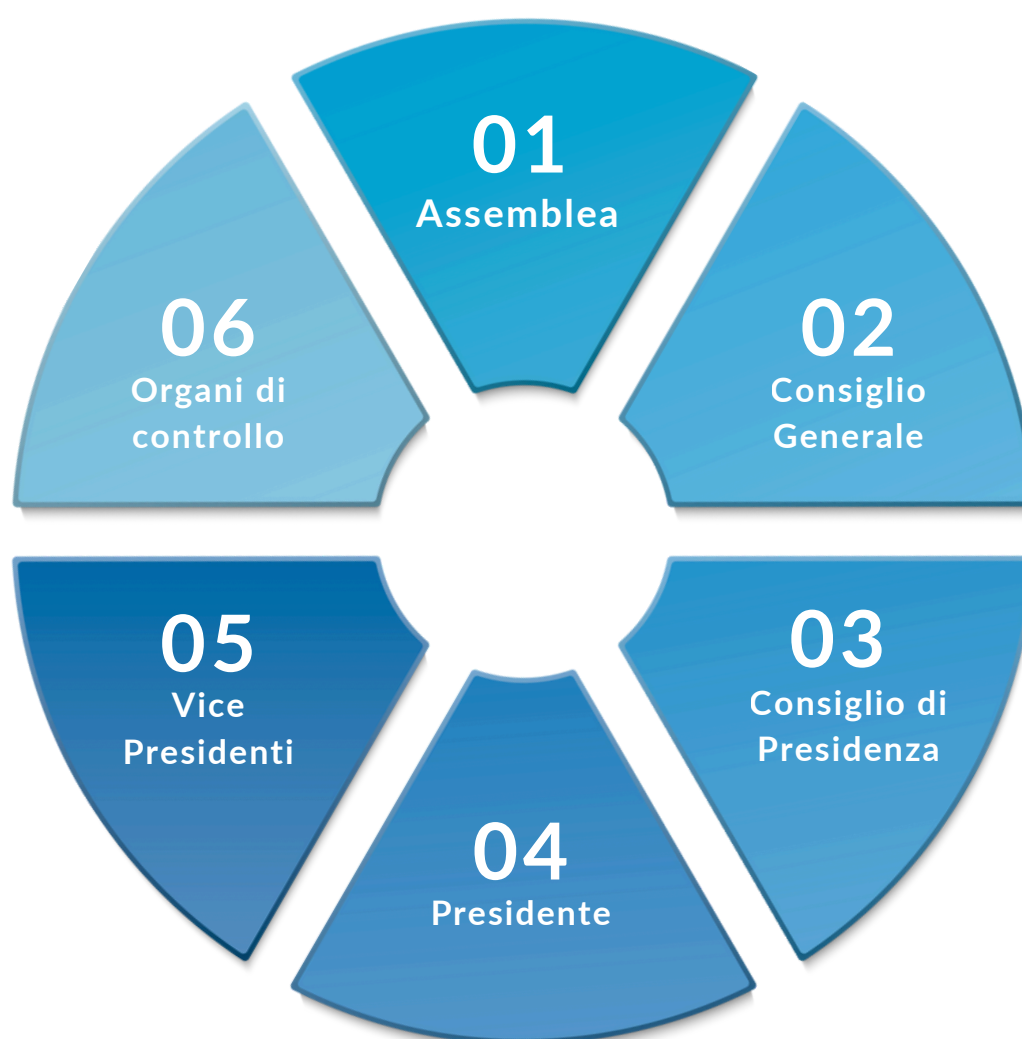 01
Assemblea
02
Consiglio
Generale
03
Consiglio di
Presidenza
04
Presidente
05
Vice
Presidenti
06
Organi di
controllo